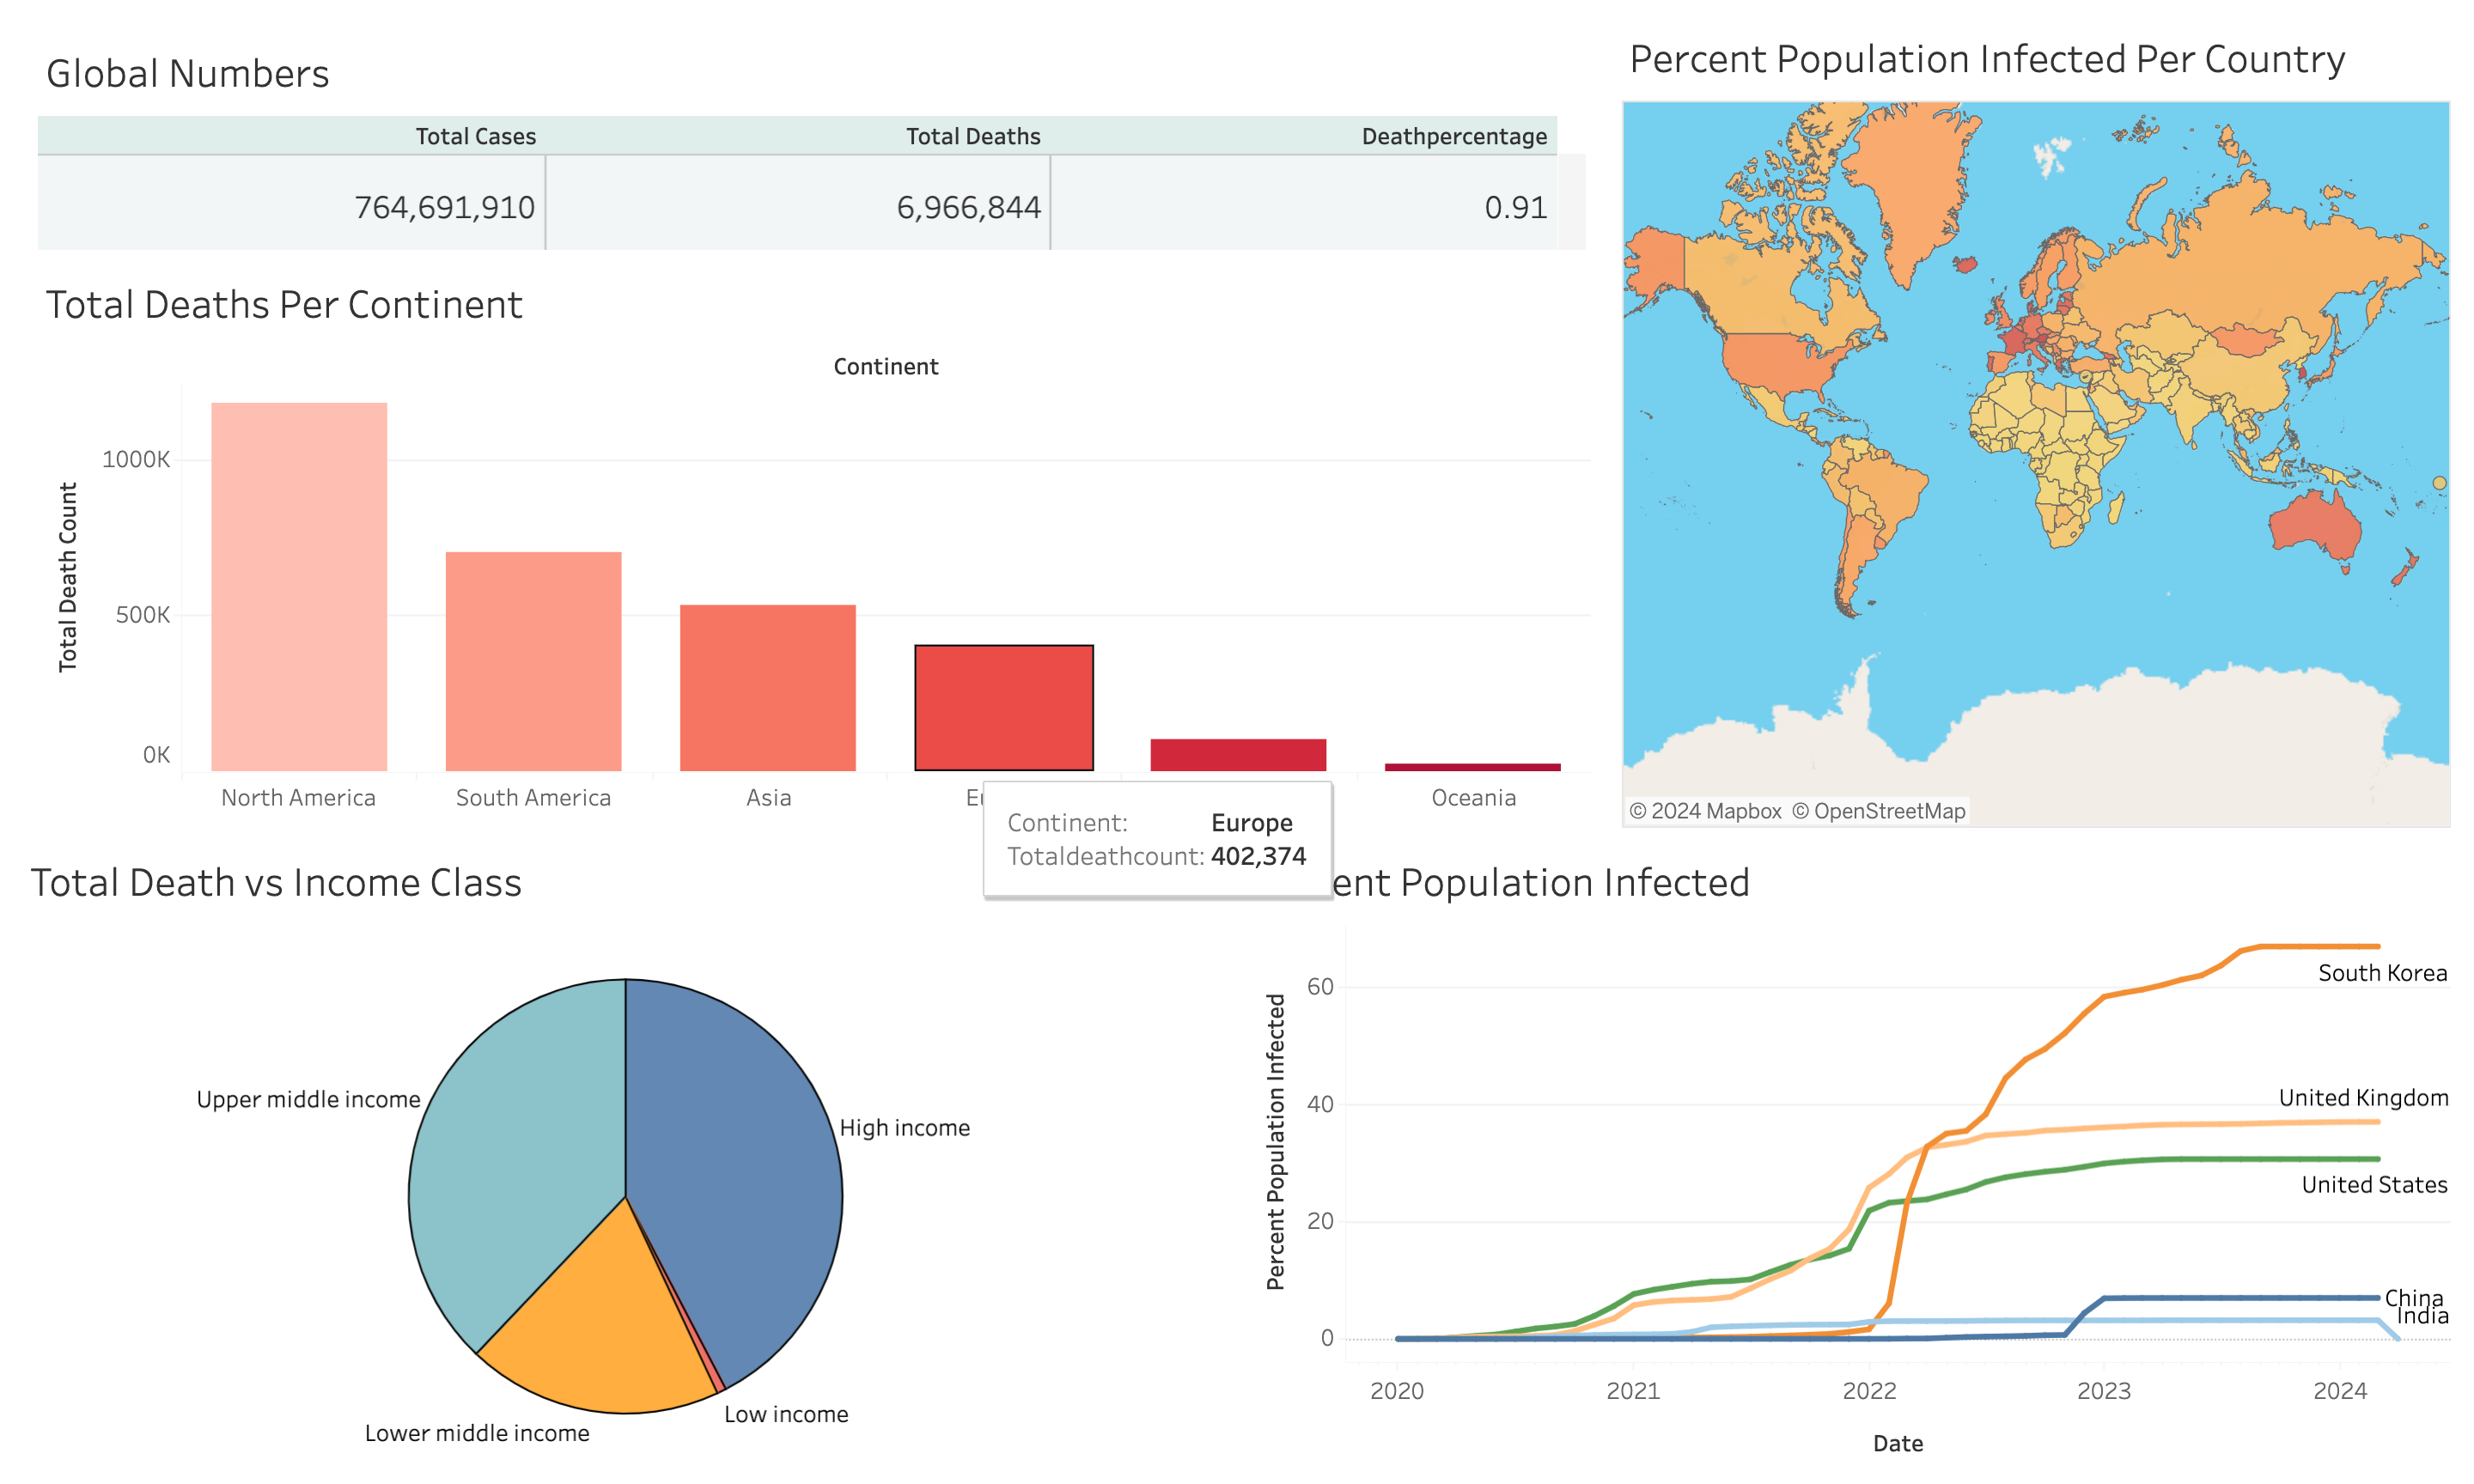 Global Numbers
Total Cases Total Deaths Deathpercentage
764,691,910 6,966,844 0.91
Percent Population Infected Per Country
© 2024 Mapbox © OpenStreetMap
Total Deaths Per Continent
Continent
Total Death Count
1000K
500K
0K
North America South America Asia Oceania
Continent: Europe
Totaldeathcount: 402,374
Total Death vs Income Class
Upper middle income
High income
Low income
Lower middle income
ent Population Infected
Percent Population Infected
60
40
20
0
South Korea
United Kingdom
United States
China
India
2020 2021 2022 2023 2024
Date